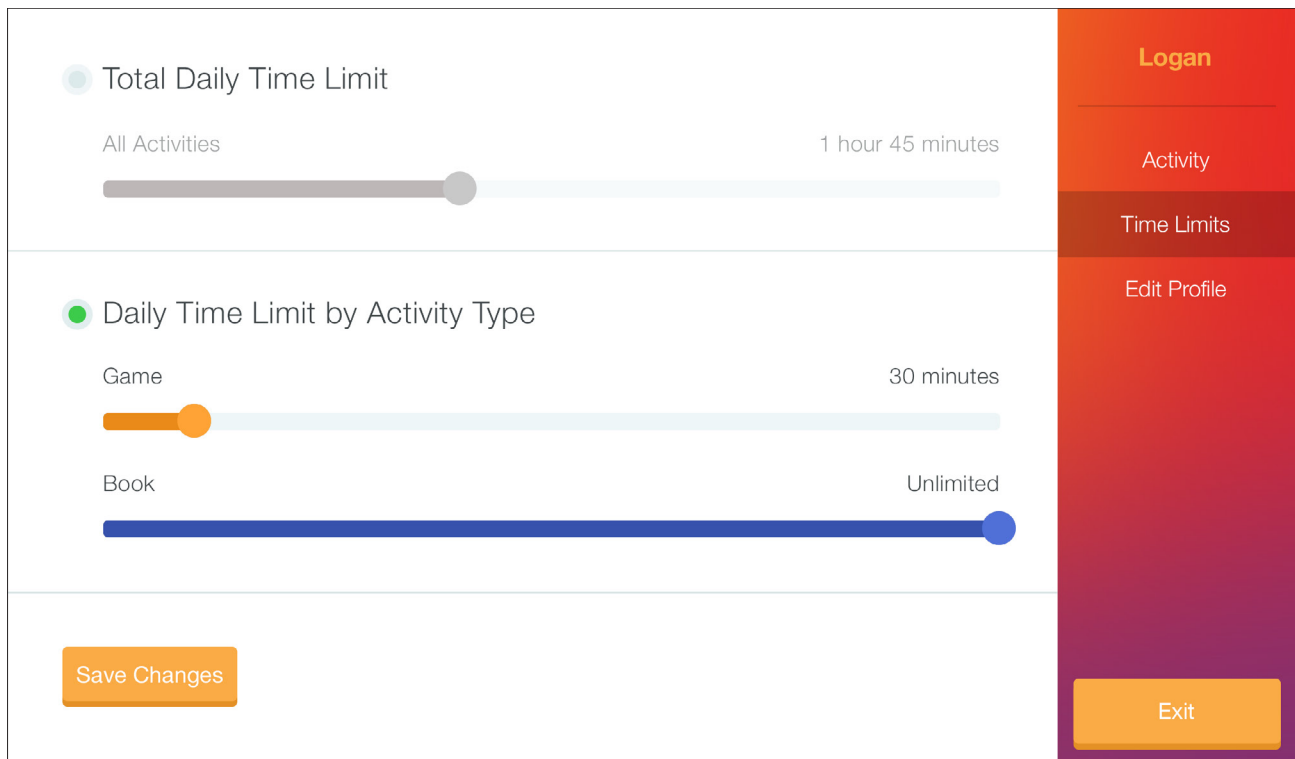 Total Daily Time Limit
All Activities 1 hour 45 minutes
Daily Time Limit by Activity Type
Game 30 minutes
Book Unlimited
Save Changes
Logan
Activity
Time Limits
Edit Profile
Exit